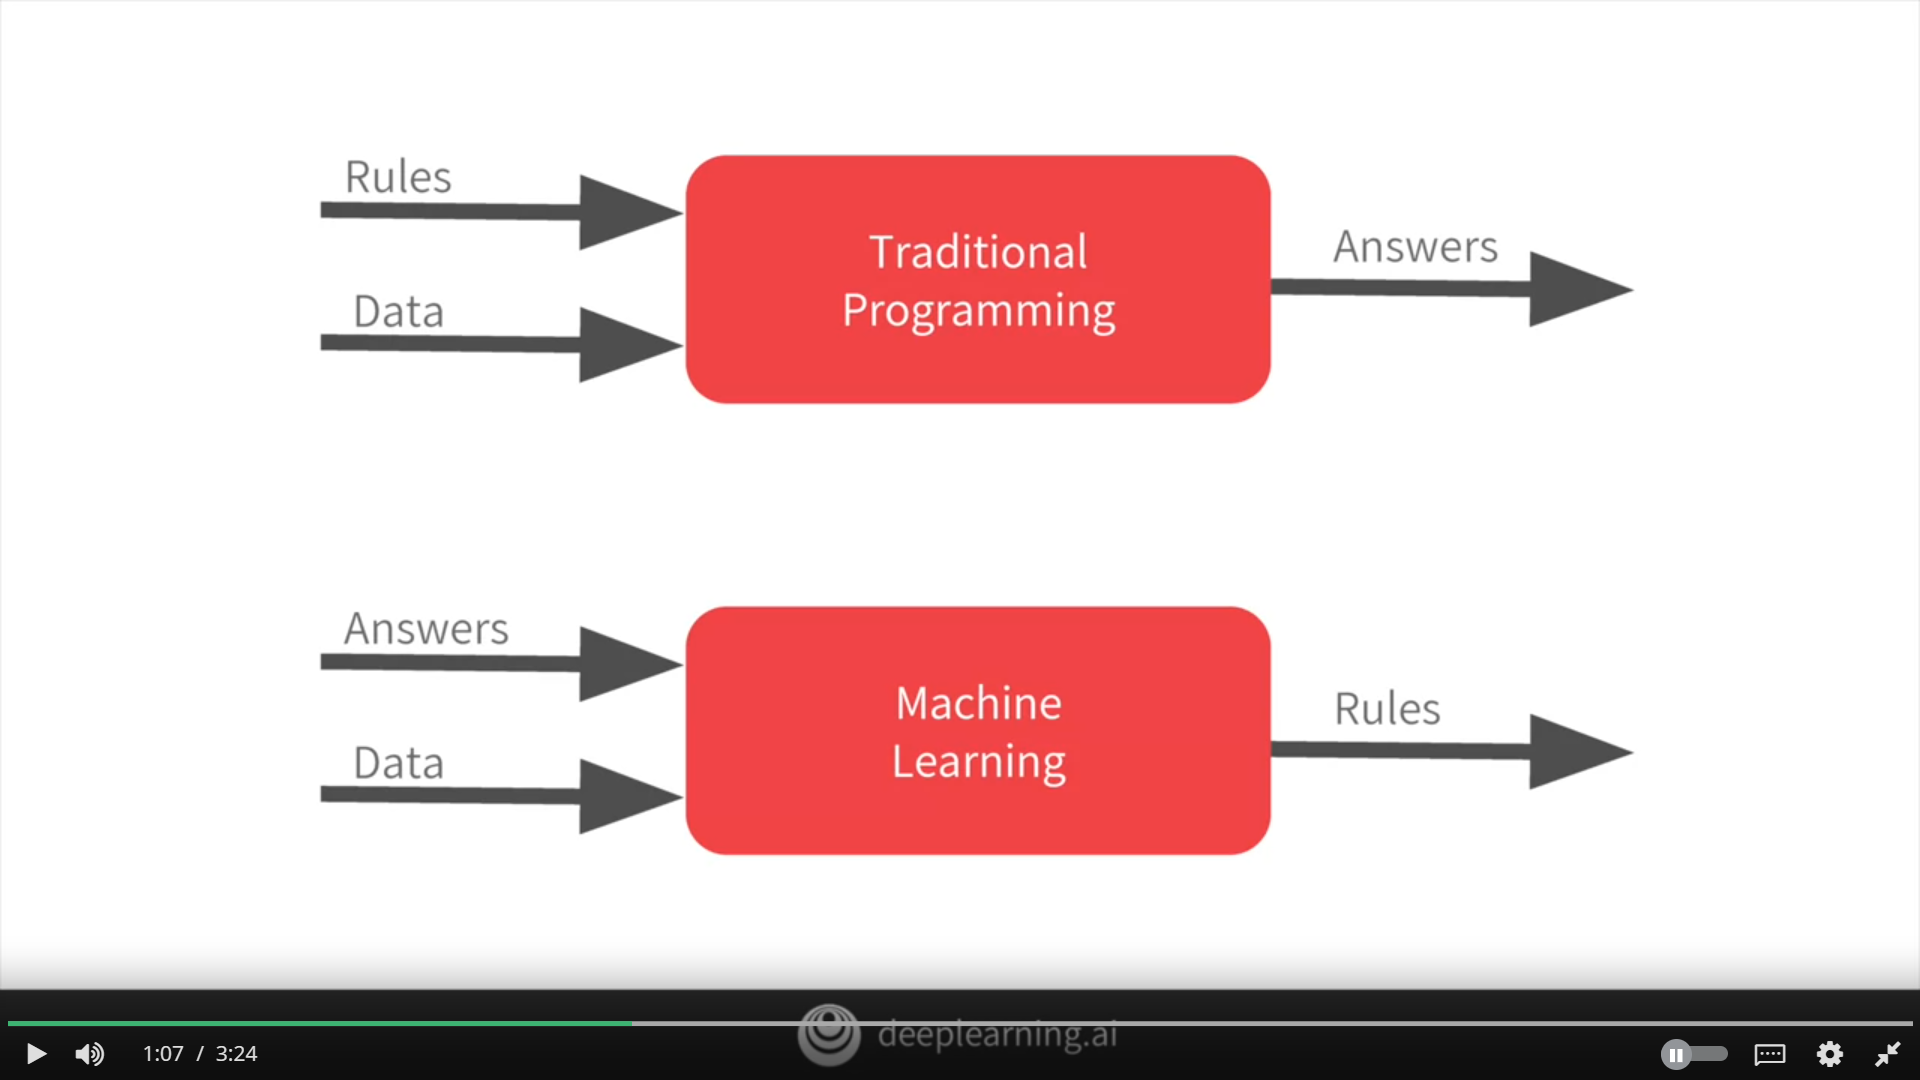 Rules
Data
Traditional
Programming
Answers
Answers
Data
Machine
Learning
Rules
deeplearning.ai
1:07 / 3:24